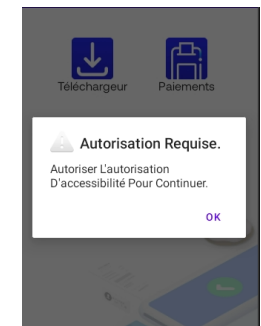 Téléchargeur Paiements
Autorisation Requise.
Autoriser L'autorisation
D'accessibilité Pour Continuer.
OK